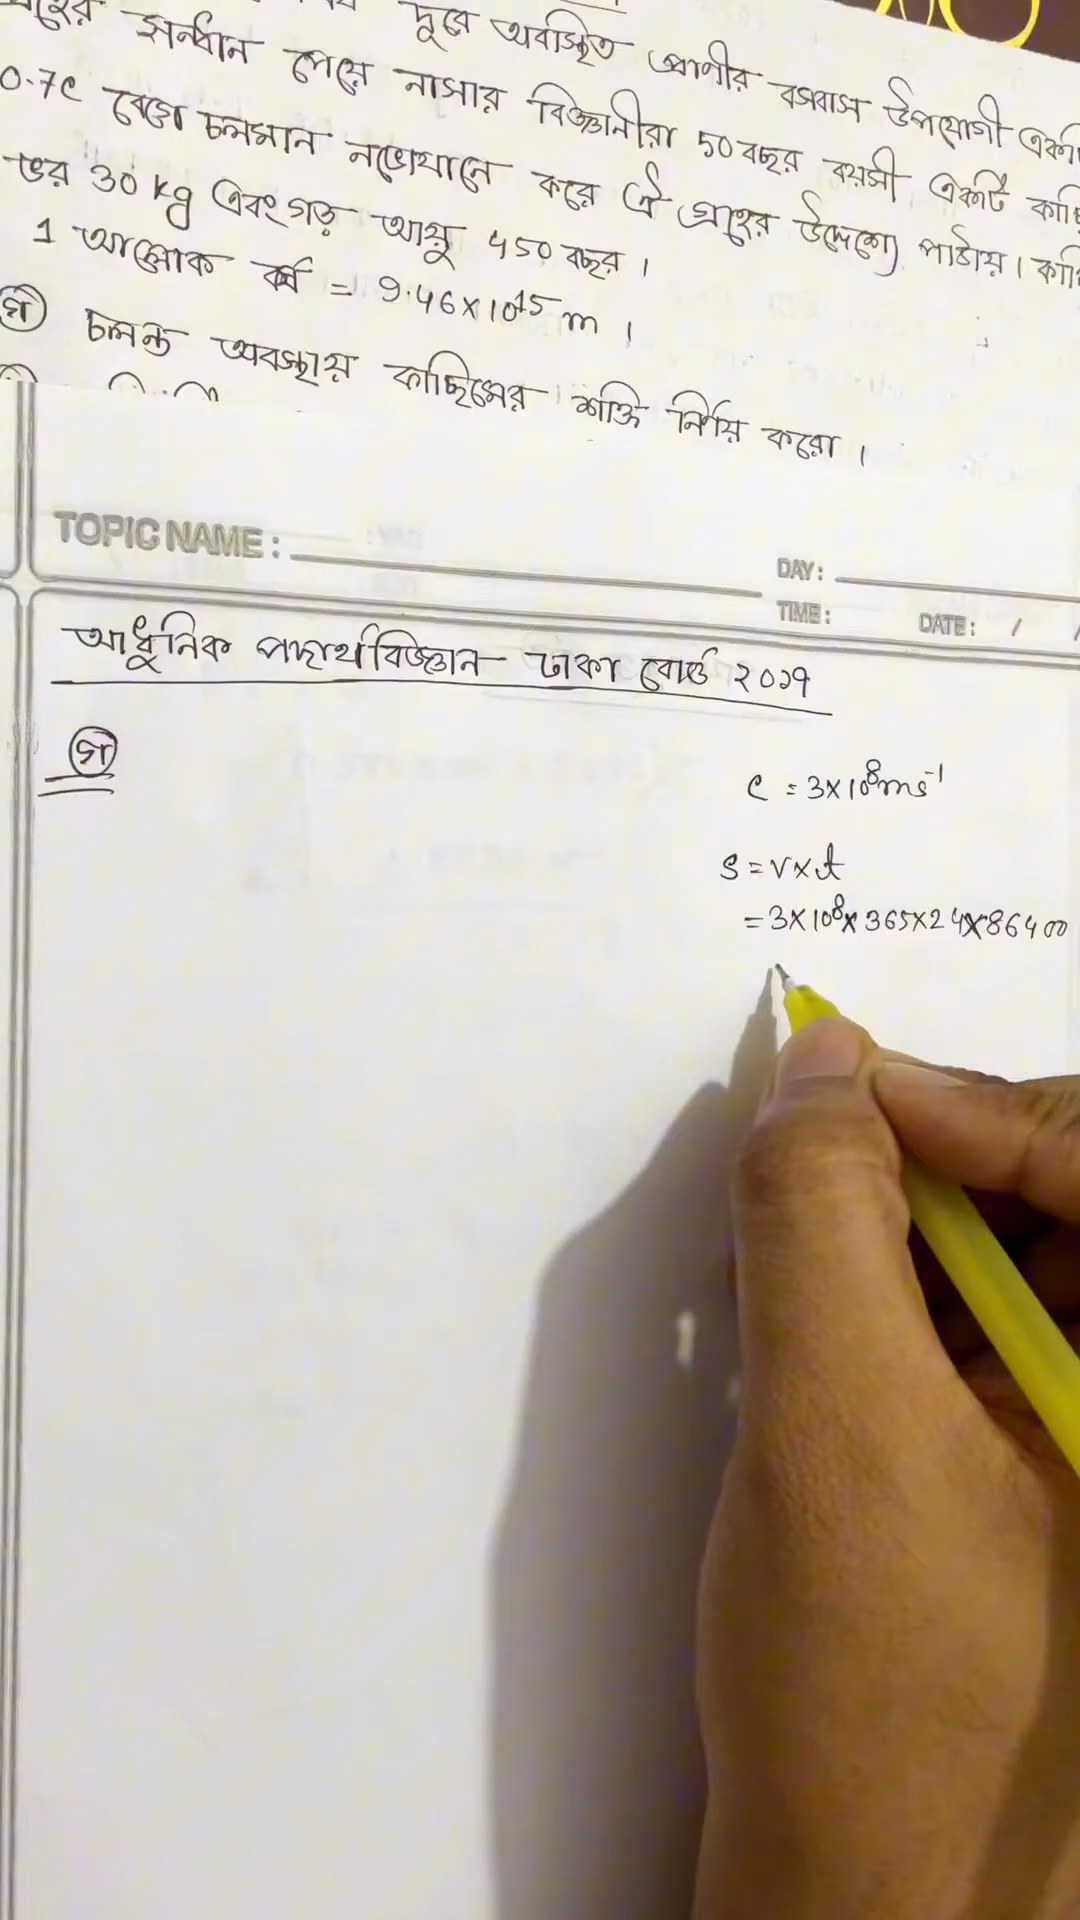 দূরে অবস্থিত প্রাণীর বসবাস উপযোগী একটি
সন্ধান পেয়ে নাসার বিজ্ঞানীরা 50 বছর বয়সী একটি
0.7c বেগে চলমান নভোযানে করে ঐ গ্রহের উদ্দেশ্যে পাঠায়।
ভর 30 kg এবং গড় আয়ু 450 বছর।
1 আলোক বর্ষ = 9.46×10^15 m।
গ চলন্ত অবস্থায় কাছিমের শক্তি নির্ণয় করো।
TOPIC NAME:
DAY:
TIME: DATE: / /
আধুনিক পদার্থবিজ্ঞান – ঢাকা বোর্ড ২০১৭
গ
c = 3×10^8 ms^-1
s = v×t
= 3×10^8×365×24×86400